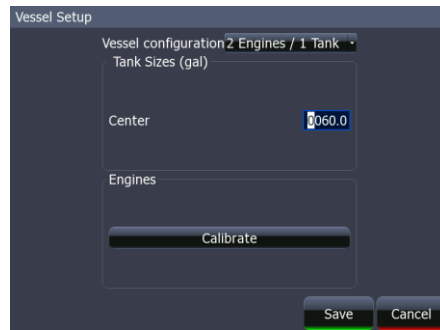 Vessel Setup
Vessel configuration 2 Engines / 1 Tank
Tank Sizes (gal)
Center 0060.0
Engines
Calibrate
Save Cancel